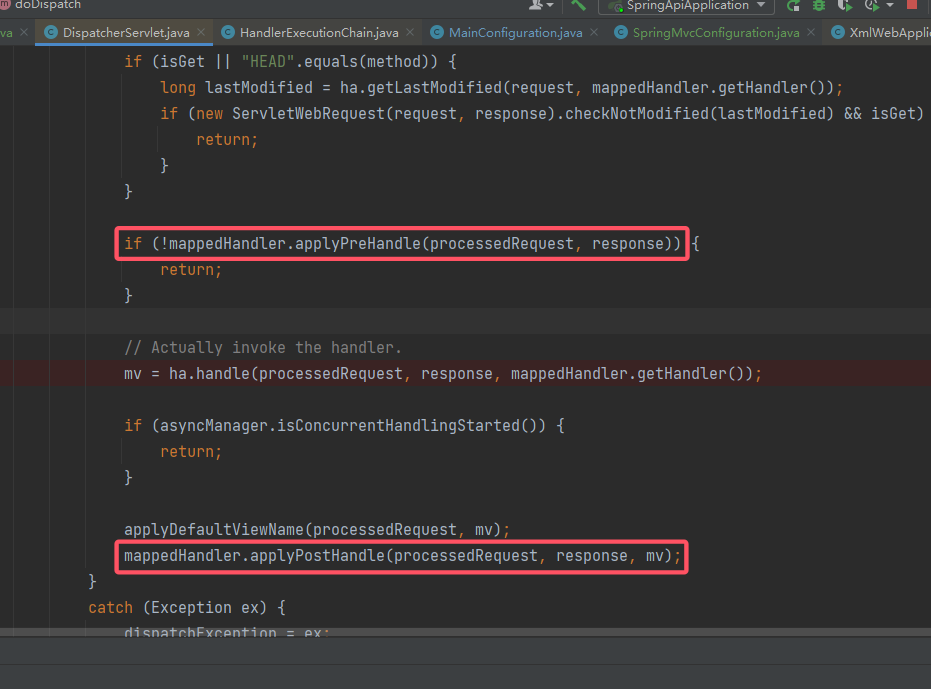 doDispatch
SpringApiApplication
va
DispatcherServlet.java
HandlerExecutionChain.java
MainConfiguration.java
SpringMvcConfiguration.java
XmlWebAppli
if (isGet || "HEAD".equals(method)) {
long lastModified = ha.getLastModified(request, mappedHandler.getHandler());
if (new ServletWebRequest(request, response).checkNotModified(lastModified) && isGet)
return;
}
}
if (!mappedHandler.applyPreHandle(processedRequest, response)) {
return;
}
// Actually invoke the handler.
mv = ha.handle(processedRequest, response, mappedHandler.getHandler());
if (asyncManager.isConcurrentHandlingStarted()) {
return;
}
applyDefaultViewName(processedRequest, mv);
mappedHandler.applyPostHandle(processedRequest, response, mv);
}
catch (Exception ex) {
dispatchException = ex;